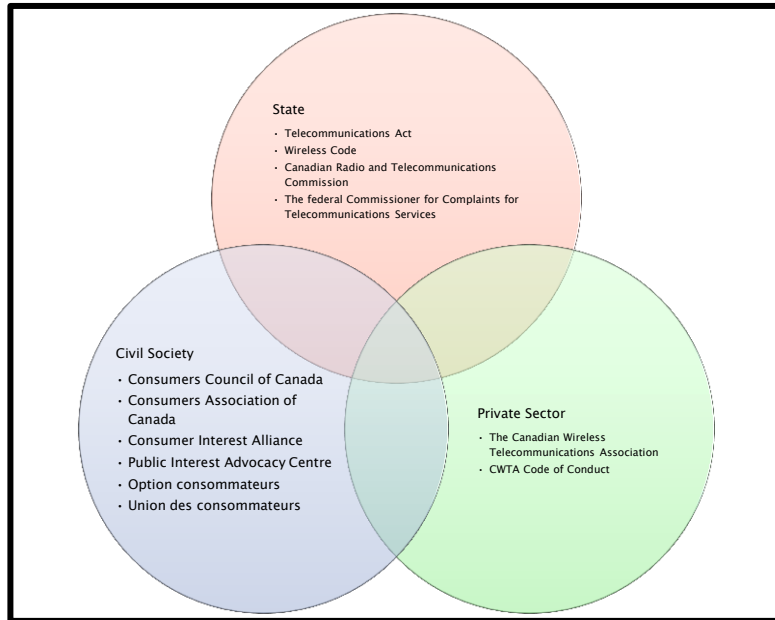 State
· Telecommunications Act
· Wireless Code
· Canadian Radio and Telecommunications
Commission
· The federal Commissioner for Complaints for
Telecommunications Services
Civil Society
· Consumers Council of Canada
· Consumers Association of
Canada
· Consumer Interest Alliance
· Public Interest Advocacy Centre
· Option consommateurs
· Union des consommateurs
Private Sector
· The Canadian Wireless
Telecommunications Association
· CWTA Code of Conduct